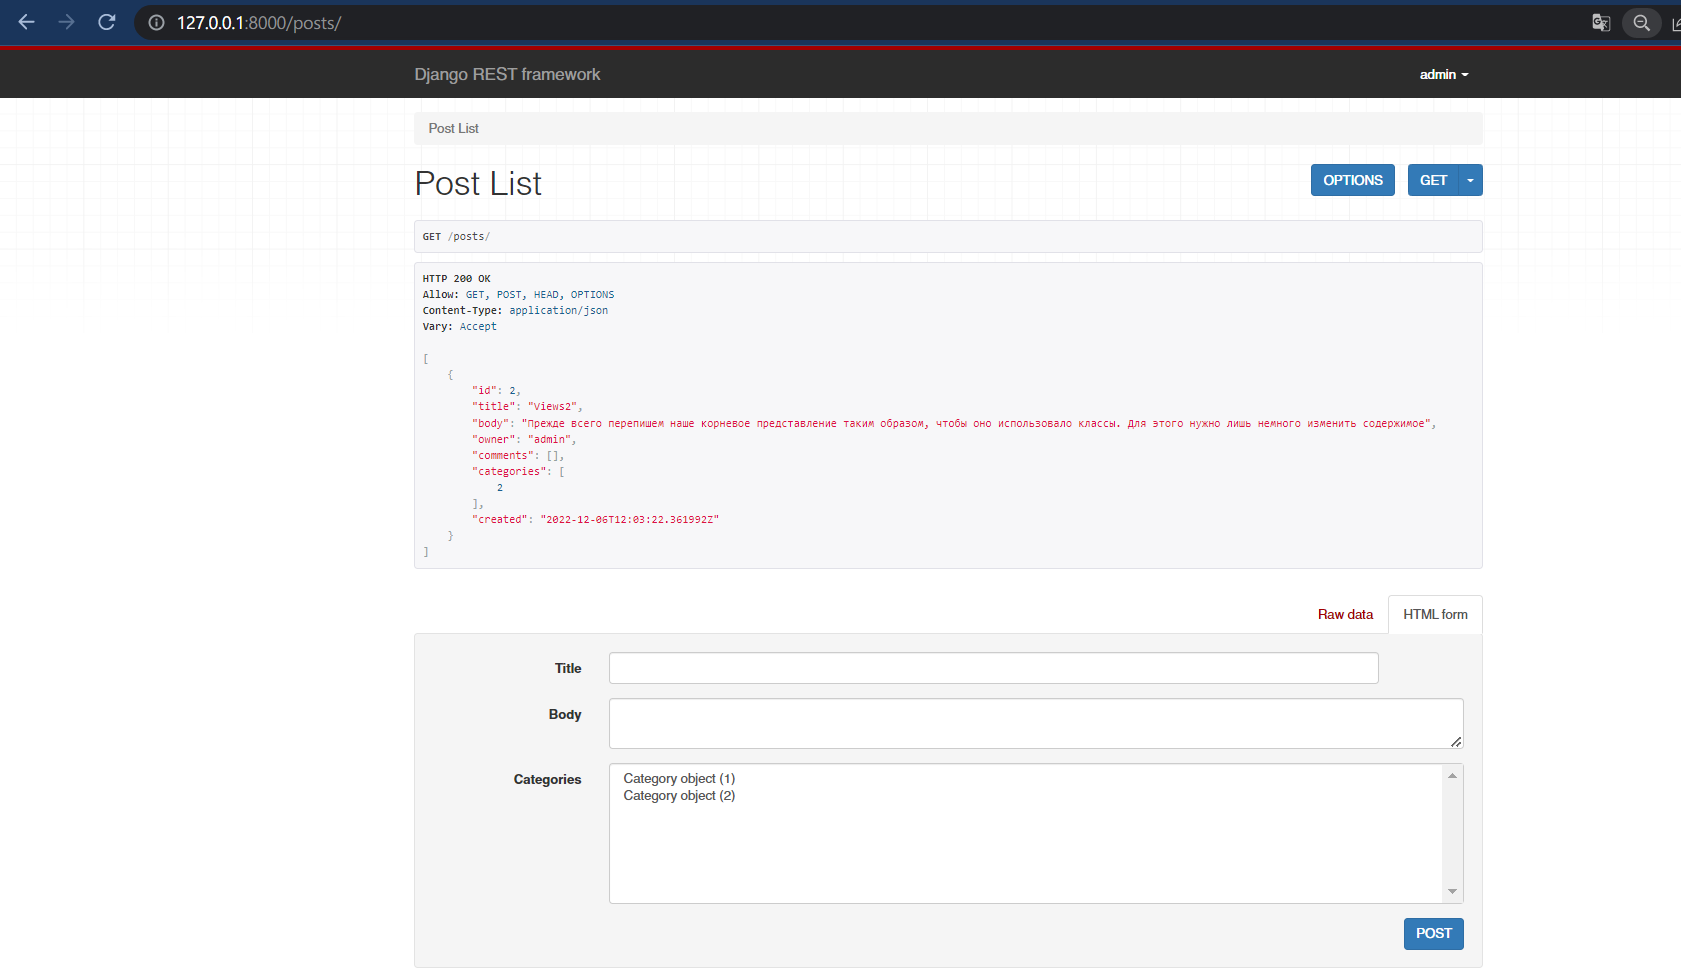 127.0.0.1:8000/posts/
Django REST framework
admin
Post List
Post List
OPTIONS
GET
GET /posts/
HTTP 200 OK
Allow: GET, POST, HEAD, OPTIONS
Content-Type: application/json
Vary: Accept
[
{
"id": 2,
"title": "Views2",
"body": "Прежде всего перепишем наше корневое представление таким образом, чтобы оно использовало классы. Для этого нужно лишь немного изменить содержимое",
"owner": "admin",
"comments": [],
"categories": [
2
],
"created": "2022-12-06T12:03:22.361992Z"
}
]
Raw data
HTML form
Title
Body
Categories
Category object (1)
Category object (2)
POST